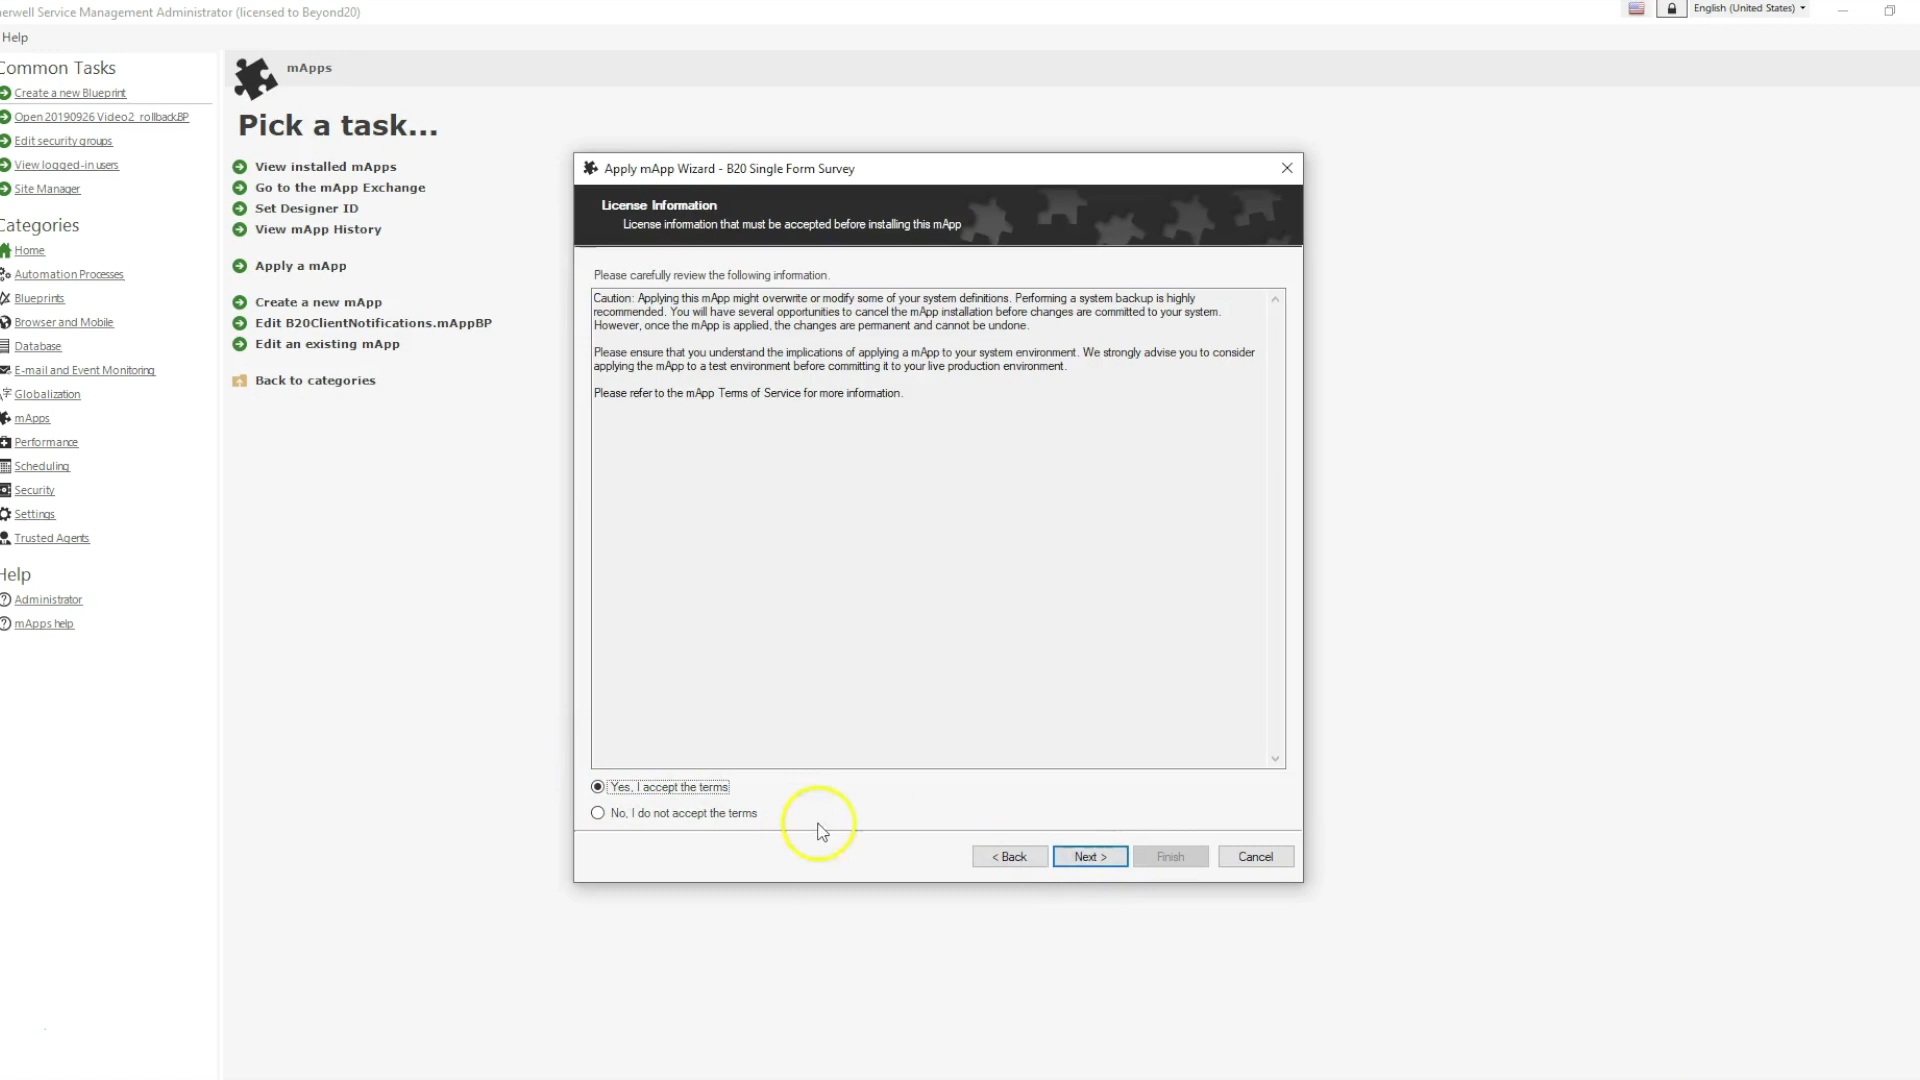 erwell Service Management Administrator (licensed to Beyond20)
English (United States)
Help
Common Tasks
Create a new Blueprint
Open 20190926 Video2_rollback.BP
Edit security groups
View logged-in users
Site Manager
Categories
Home
Automation Processes
Blueprints
Browser and Mobile
Database
E-mail and Event Monitoring
Globalization
mApps
Performance
Scheduling
Security
Settings
Trusted Agents
Help
Administrator
mApps help
mApps
Pick a task...
View installed mApps
Go to the mApp Exchange
Set Designer ID
View mApp History
Apply a mApp
Create a new mApp
Edit B20ClientNotifications.mAppBP
Edit an existing mApp
Back to categories
Apply mApp Wizard - B20 Single Form Survey
License Information
License information that must be accepted before installing this mApp
Please carefully review the following information.
Caution: Applying this mApp might overwrite or modify some of your system definitions. Performing a system backup is highly
recommended. You will have several opportunities to cancel the mApp installation before changes are committed to your system.
However, once the mApp is applied, the changes are permanent and cannot be undone.
Please ensure that you understand the implications of applying a mApp to your system environment. We strongly advise you to consider
applying the mApp to a test environment before committing it to your live production environment.
Please refer to the mApp Terms of Service for more information.
Yes, I accept the terms
No, I do not accept the terms
< Back
Next >
Finish
Cancel